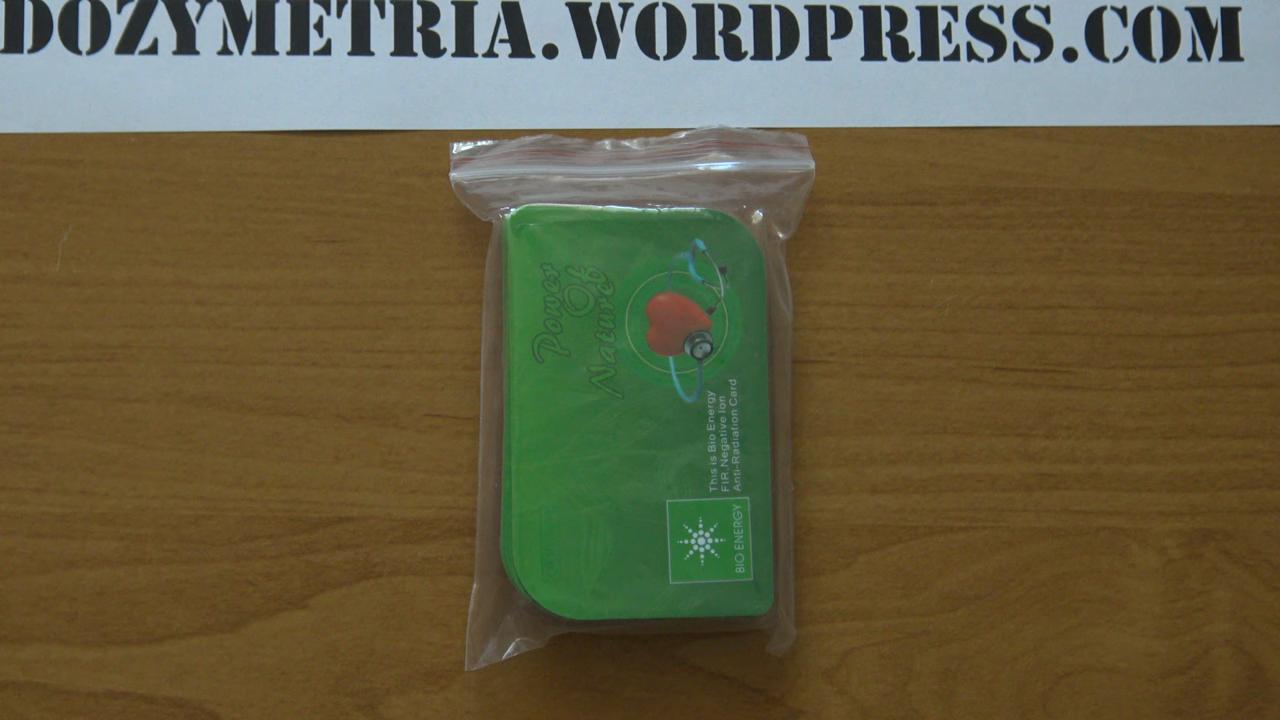 DOZYMETRIA.WORDPRESS.COM
Power
Of
Nature
This is Bio Energy
FIR.Negative Ion
Anti-Radiation Card
BIO ENERGY